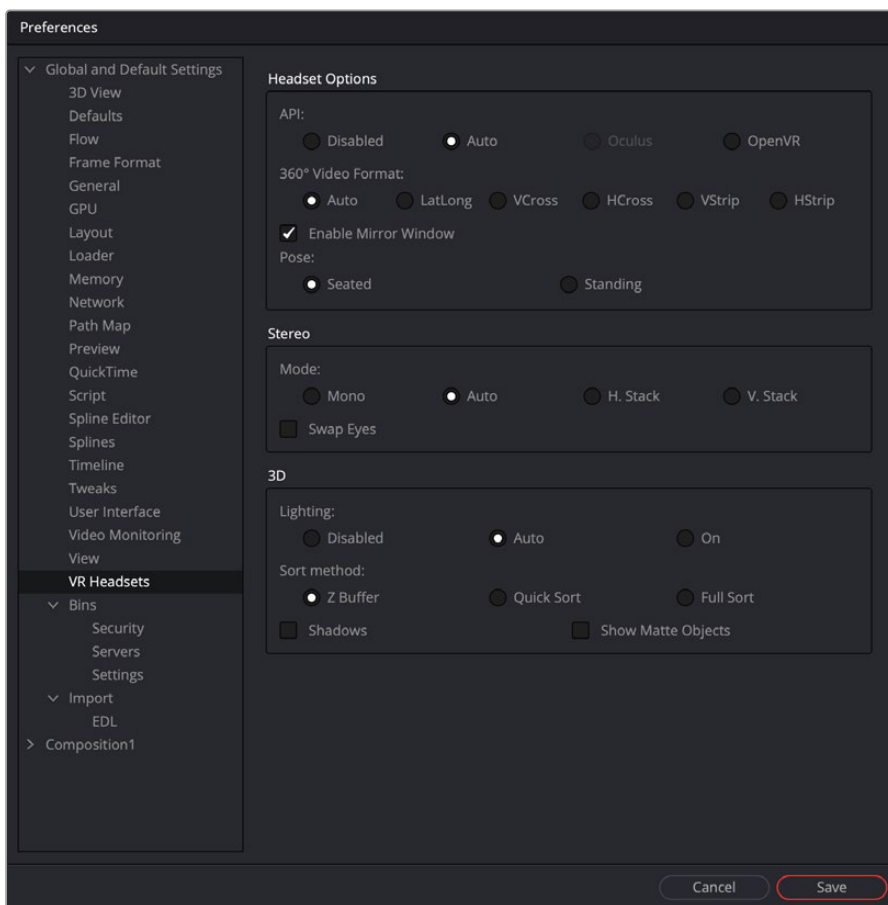 Preferences
Global and Default Settings
3D View
Defaults
Flow
Frame Format
General
GPU
Layout
Loader
Memory
Network
Path Map
Preview
QuickTime
Script
Spline Editor
Splines
Timeline
Tweaks
User Interface
Video Monitoring
View
VR Headsets
Bins
Security
Servers
Settings
Import
EDL
Composition1
Headset Options
API:
Disabled Auto Oculus OpenVR
360° Video Format:
Auto LatLong VCross HCross VStrip HStrip
Enable Mirror Window
Pose:
Seated Standing
Stereo
Mode:
Mono Auto H. Stack V. Stack
Swap Eyes
3D
Lighting:
Disabled Auto On
Sort method:
Z Buffer Quick Sort Full Sort
Shadows Show Matte Objects
Cancel Save